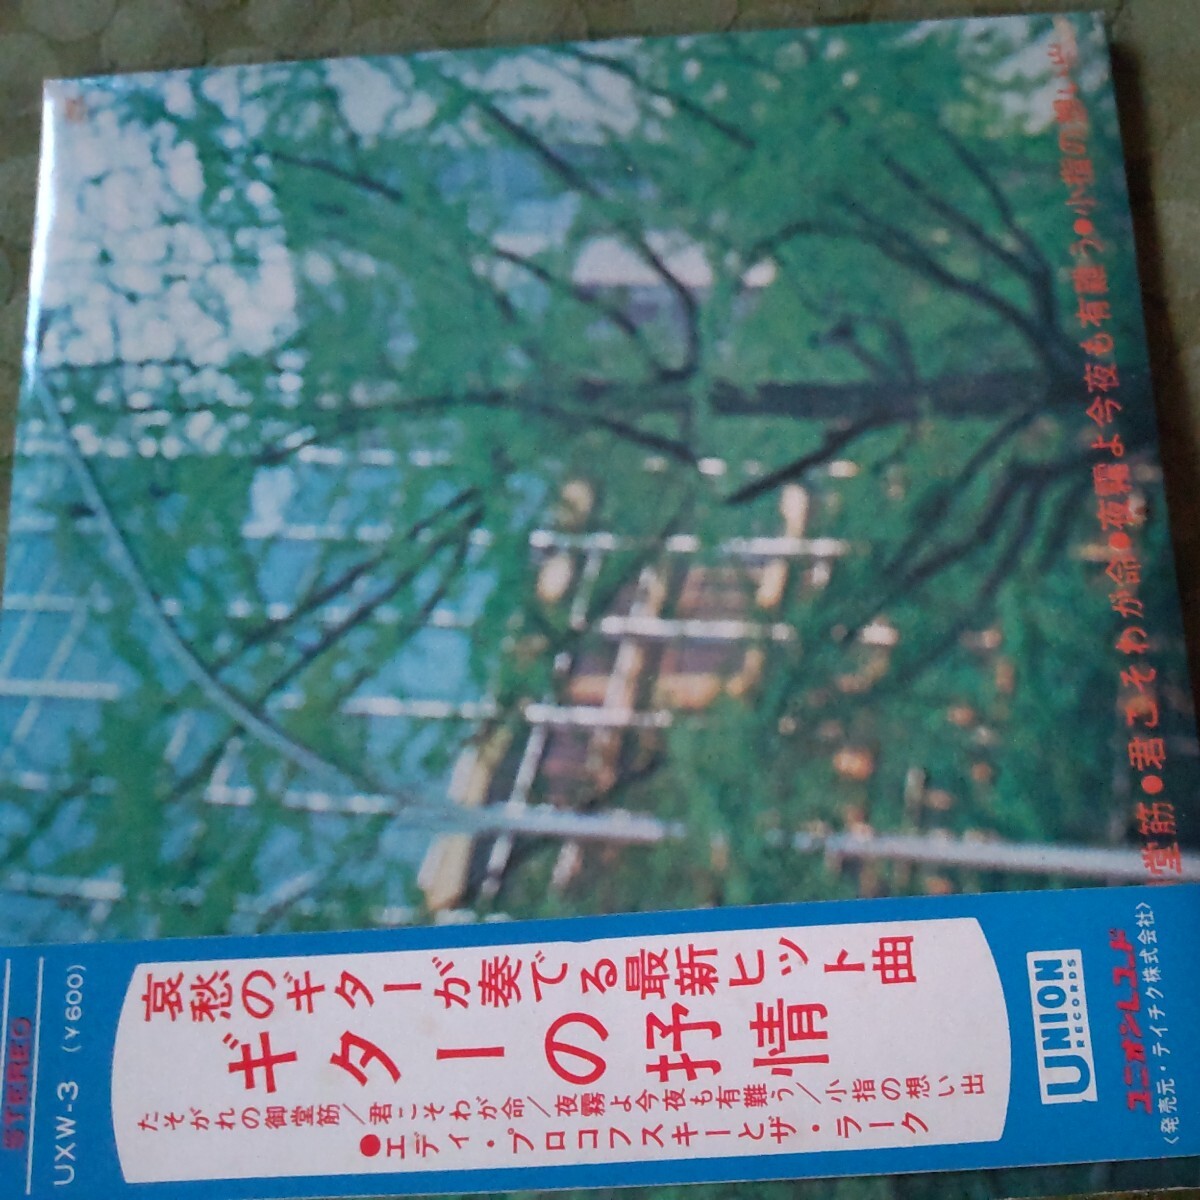 堂筋●君こそわが命●夜霧よ今夜も有難う●小指の想い出
STEREO
UXW-3 (¥600)
哀愁のギターが奏でる最新ヒット曲
ギターの抒情
たそがれの御堂筋/君こそわが命/夜霧よ今夜も有難う/小指の想い出
●エディ・プロコフスキーとザ・ラーク
UNION
RECORDS
ユニオンレコード
<発売元・テイチク株式会社>